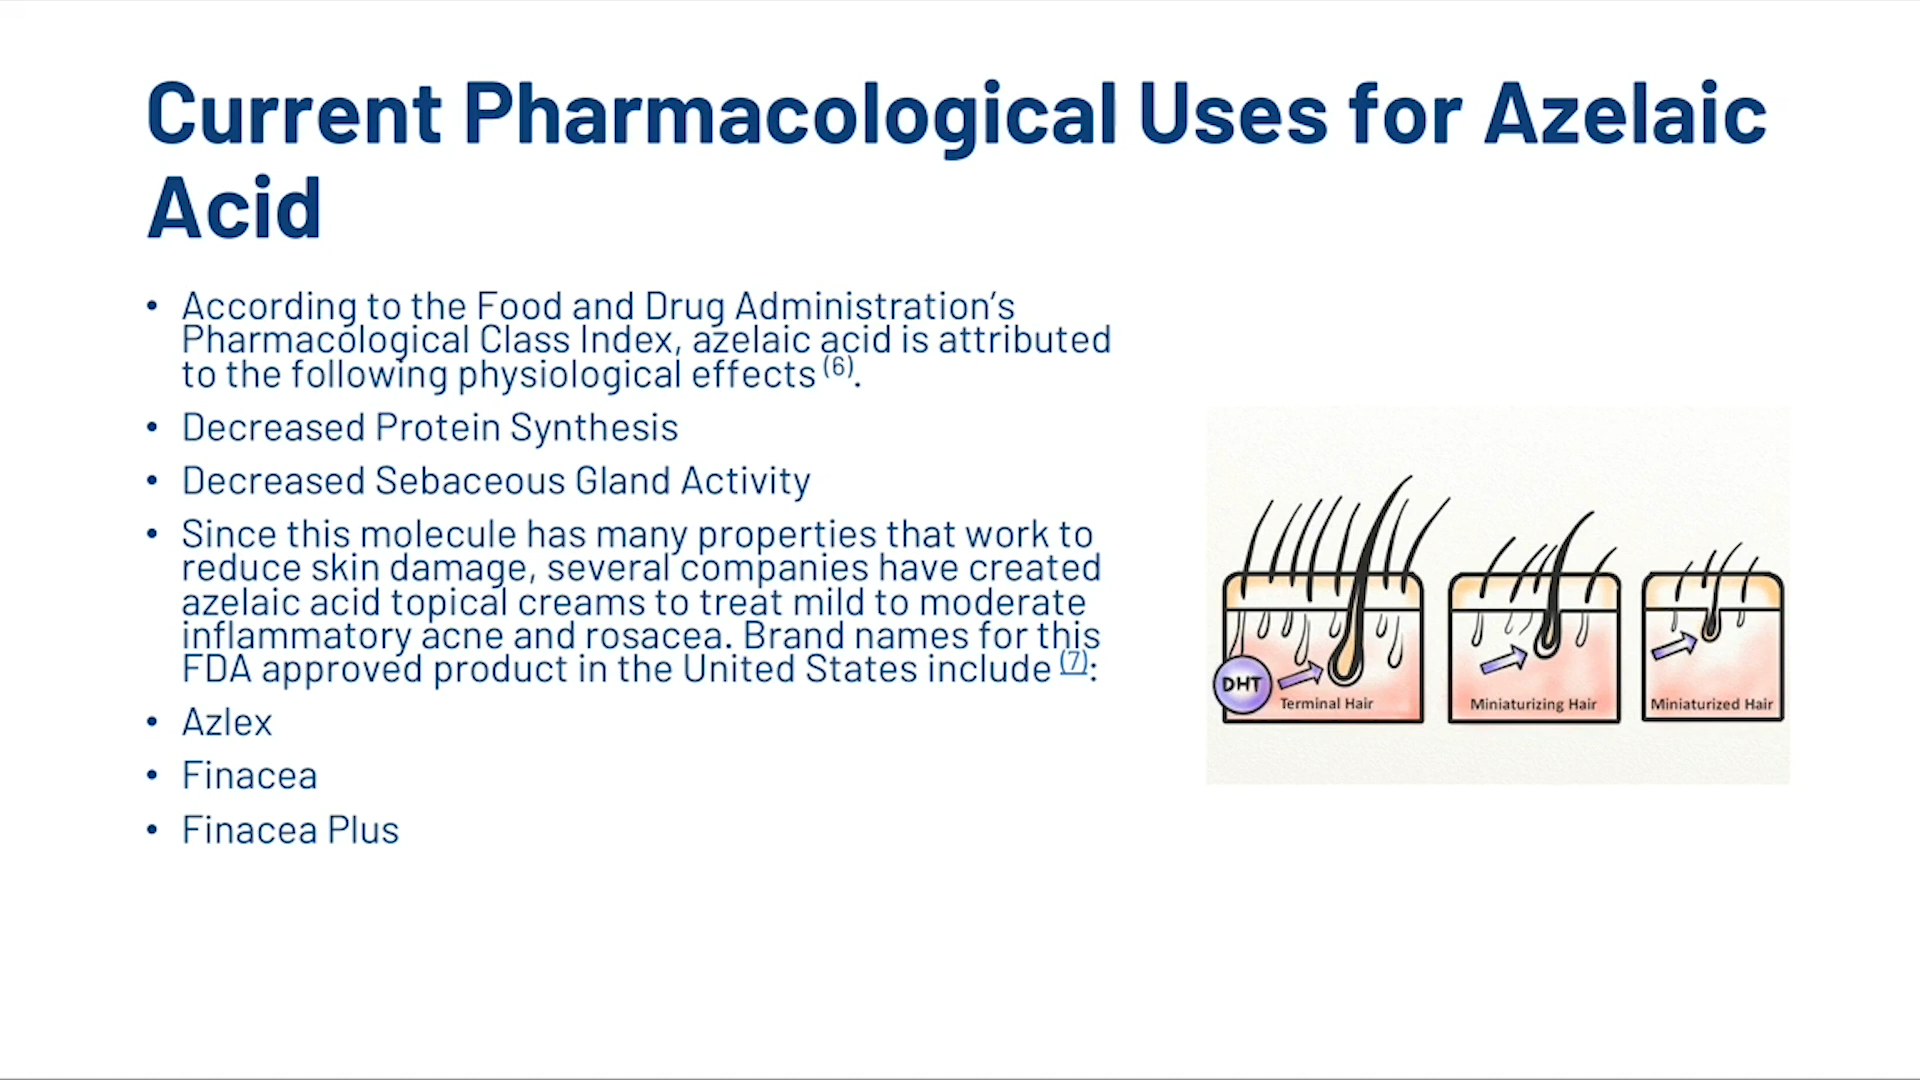 Current Pharmacological Uses for Azelaic
Acid
• According to the Food and Drug Administration’s
Pharmacological Class Index, azelaic acid is attributed
to the following physiological effects (6).
• Decreased Protein Synthesis
• Decreased Sebaceous Gland Activity
• Since this molecule has many properties that work to
reduce skin damage, several companies have created
azelaic acid topical creams to treat mild to moderate
inflammatory acne and rosacea. Brand names for this
FDA approved product in the United States include (7):
• Azlex
• Finacea
• Finacea Plus
DHT
Terminal Hair
Miniaturizing Hair
Miniaturized Hair